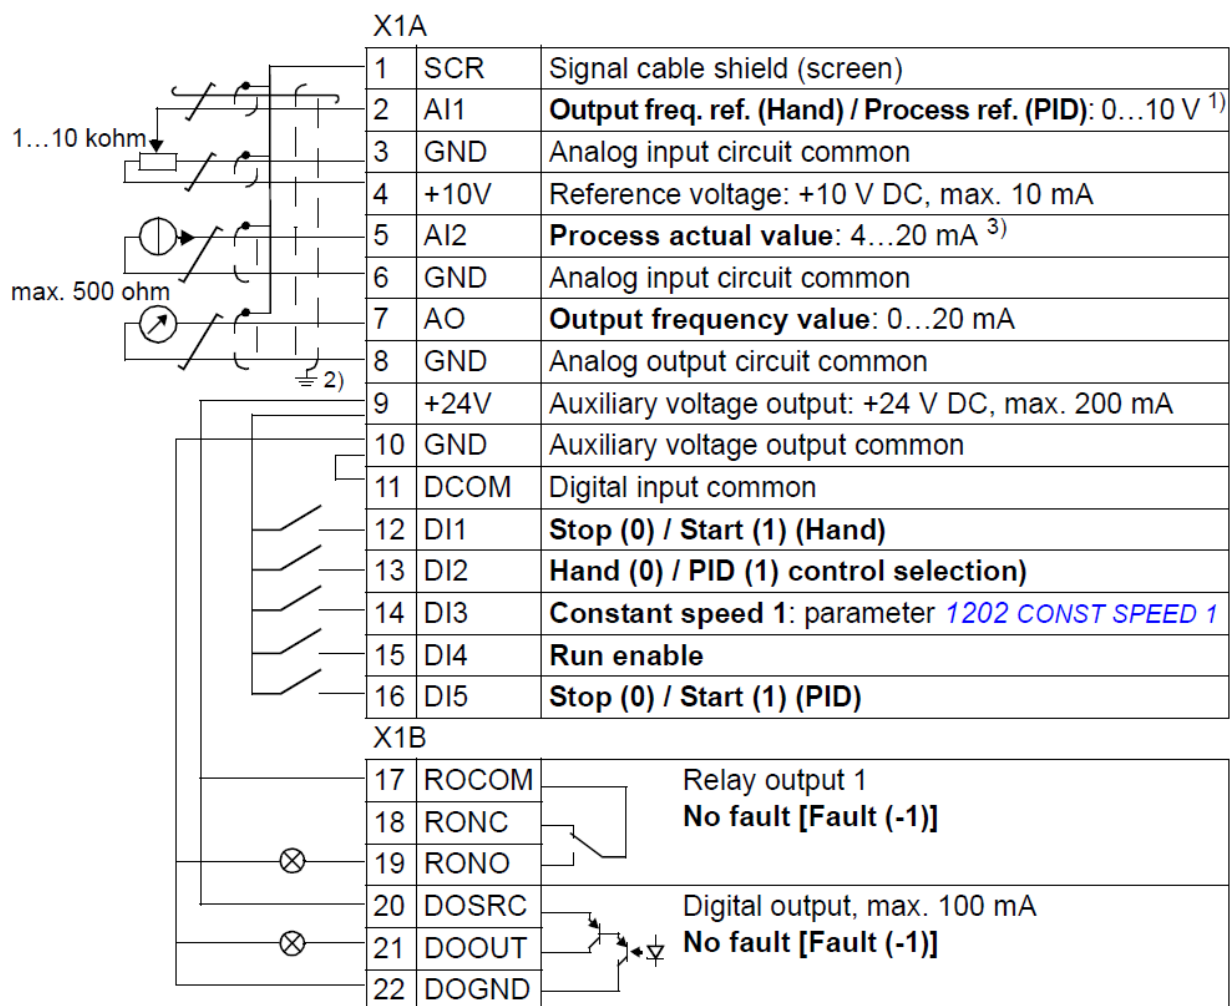 X1A
1 SCR Signal cable shield (screen)
2 AI1 Output freq. ref. (Hand) / Process ref. (PID): 0…10 V 1)
1…10 kohm
3 GND Analog input circuit common
4 +10V Reference voltage: +10 V DC, max. 10 mA
5 AI2 Process actual value: 4…20 mA 3)
6 GND Analog input circuit common
max. 500 ohm
7 AO Output frequency value: 0…20 mA
8 GND Analog output circuit common
2)
9 +24V Auxiliary voltage output: +24 V DC, max. 200 mA
10 GND Auxiliary voltage output common
11 DCOM Digital input common
12 DI1 Stop (0) / Start (1) (Hand)
13 DI2 Hand (0) / PID (1) control selection)
14 DI3 Constant speed 1: parameter 1202 CONST SPEED 1
15 DI4 Run enable
16 DI5 Stop (0) / Start (1) (PID)
X1B
17 ROCOM Relay output 1
18 RONC No fault [Fault (-1)]
19 RONO
20 DOSRC Digital output, max. 100 mA
21 DOOUT No fault [Fault (-1)]
22 DOGND